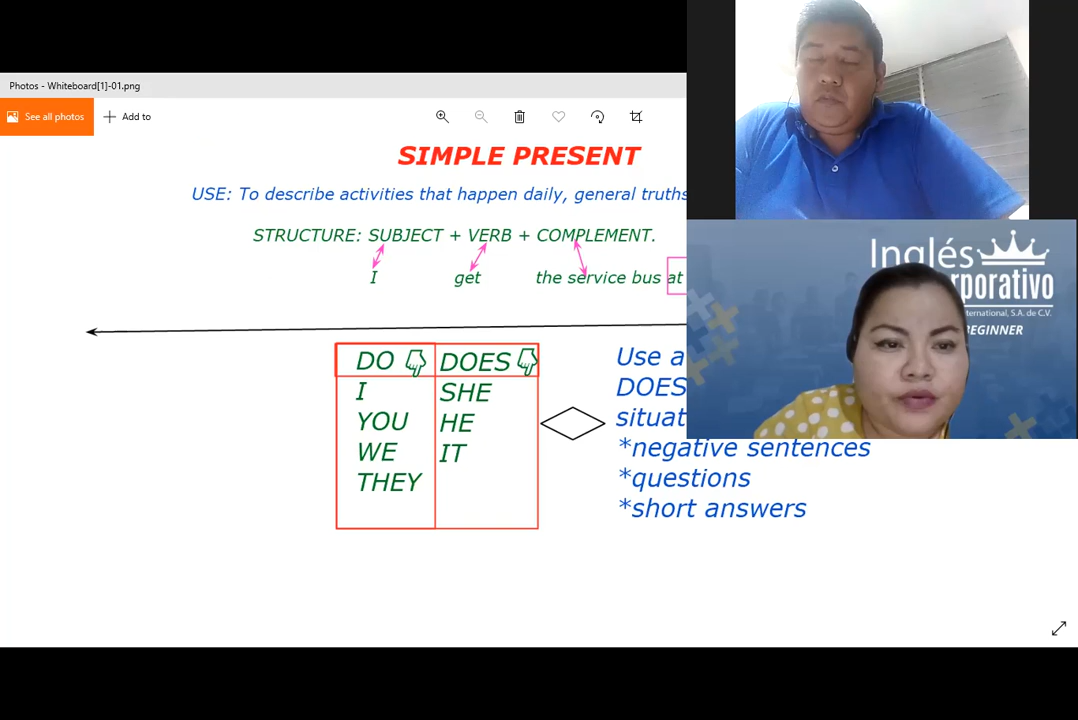 Photos - Whiteboard[1]-01.png
See all photos
Add to
SIMPLE PRESENT
USE: To describe activities that happen daily, general truths
STRUCTURE: SUBJECT + VERB + COMPLEMENT.
I get the service bus at
DO DOES
I SHE
YOU HE
WE IT
THEY
Use a
DOES
situat
*negative sentences
*questions
*short answers
Inglés
rporativo
International, S.A. de C.V.
BEGINNER